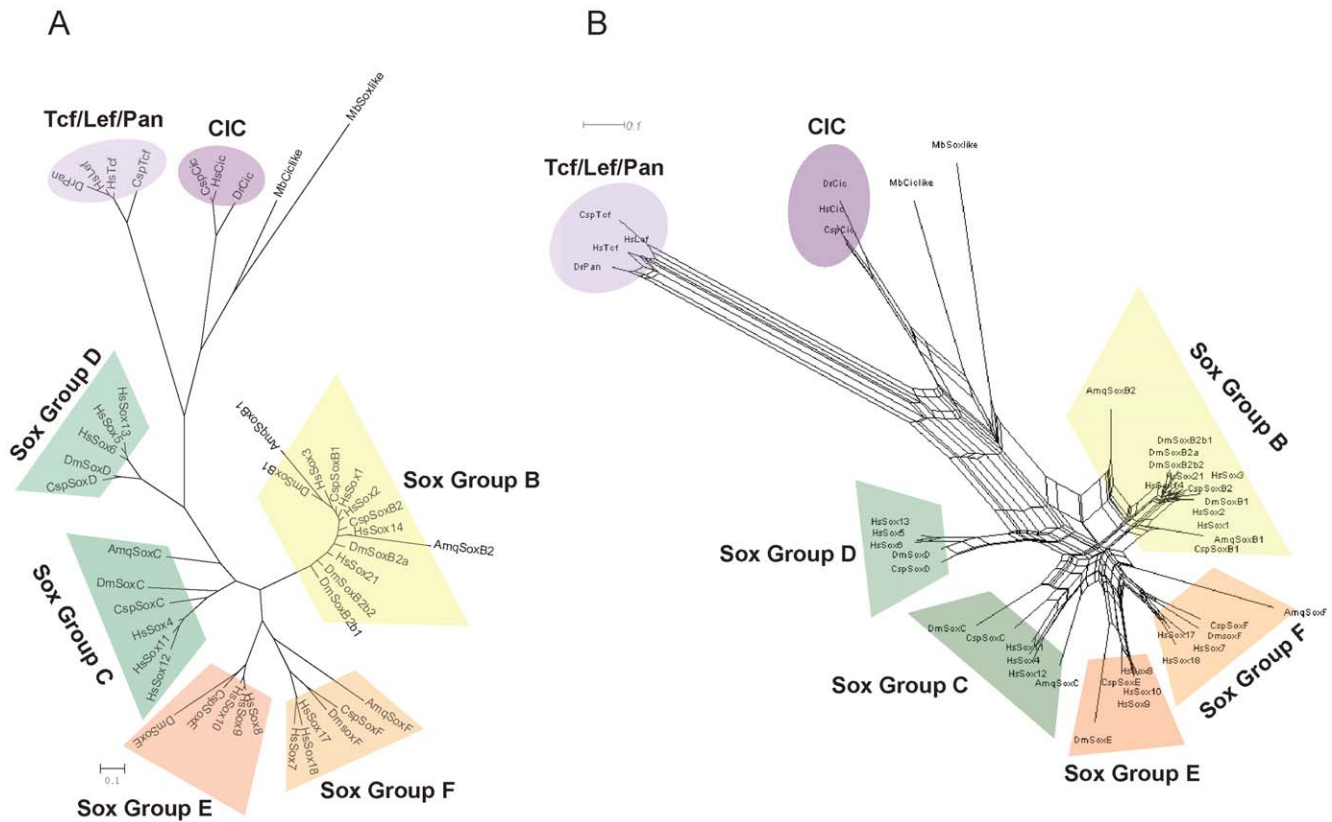 A
Tcf/Lef/Pan
DrPan
HsLef
HsTcf
CspTcf
CIC
CspCic
HsCic
DrCic
MbCiclike
MbSoxlike
Sox Group D
HsSox13
HsSox5
HsSox6
DmSoxD
CspSoxD
Sox Group B
AmqSoxB1
DmSoxB1
HsSox3
CspSoxB1
HsSox1
HsSox2
CspSoxB2
HsSox14
AmqSoxB2
DmSoxB2a
HsSox21
DmSoxB2b2
DmSoxB2b1
Sox Group C
AmqSoxC
DmSoxC
CspSoxC
HsSox4
HsSox11
HsSox12
Sox Group E
DmSoxE
CspSoxE
HsSox10
HsSox9
HsSox8
Sox Group F
HsSox7
HsSox17
HsSox18
DmsoxF
CspSoxF
AmqSoxF
0.1
B
0.1
Tcf/Lef/Pan
CspTcf
HsLef
HsTcf
DrPan
CIC
DrCic
HsCic
CspCic
MbCiclike
MbSoxlike
Sox Group B
AmqSoxB2
DmSoxB2b1
DmSoxB2a
DmSoxB2b2
HsSox21
HsSox3
HsSox14
CspSoxB2
DmSoxB1
HsSox2
HsSox1
AmqSoxB1
CspSoxB1
Sox Group D
HsSox13
HsSox5
HsSox6
DmSoxD
CspSoxD
Sox Group C
DmSoxC
CspSoxC
HsSox11
HsSox4
HsSox12
AmqSoxC
Sox Group E
HsSox8
CspSoxE
HsSox10
HsSox9
DmSoxE
Sox Group F
AmqSoxF
CspSoxF
HsSox17
DmsoxF
HsSox7
HsSox18